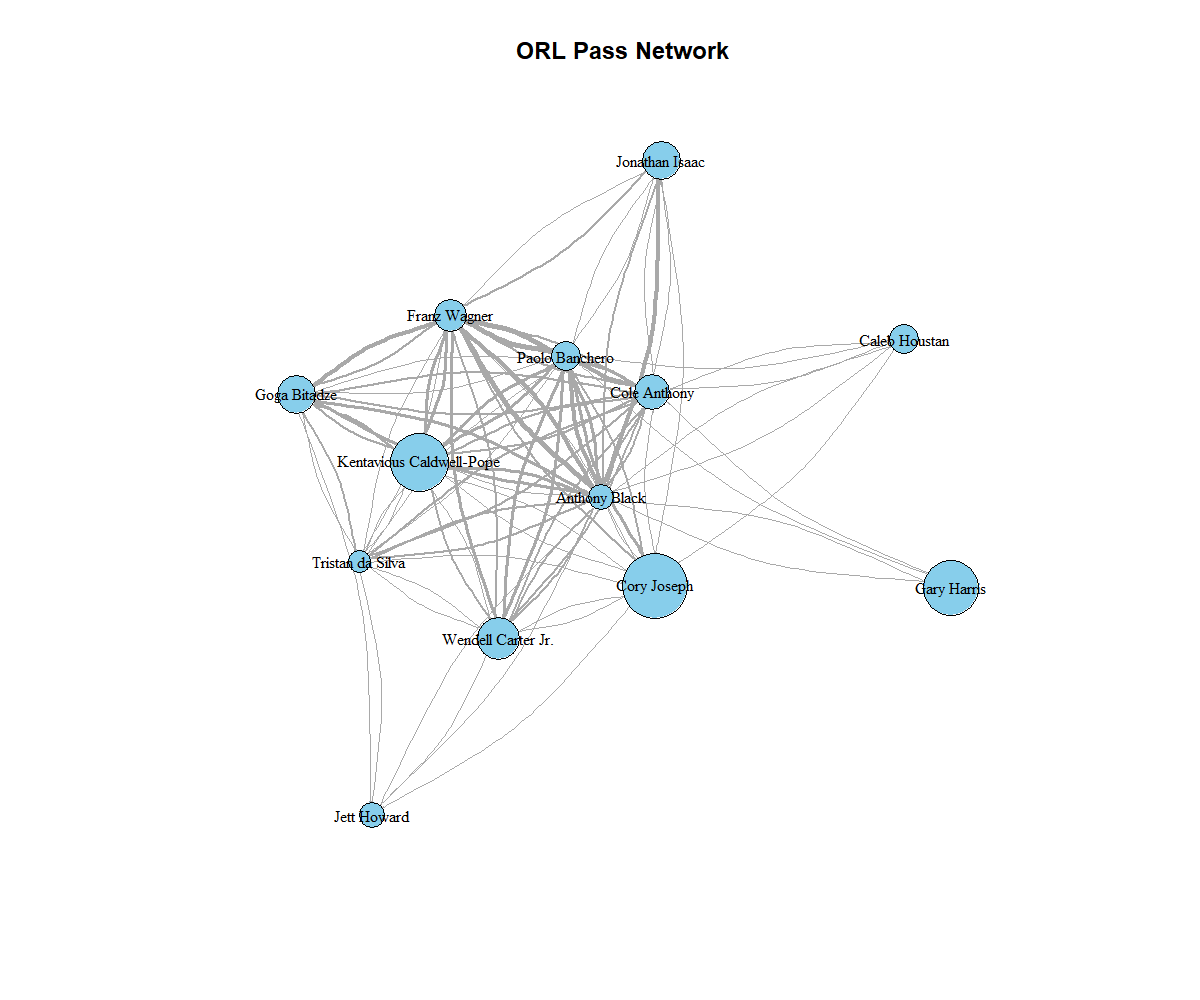 ORL Pass Network
Jonathan Isaac
Franz Wagner
Caleb Houstan
Paolo Banchero
Cole Anthony
Goga Bitadze
Kentavious Caldwell-Pope
Anthony Black
Tristan da Silva
Cory Joseph
Gary Harris
Wendell Carter Jr.
Jett Howard